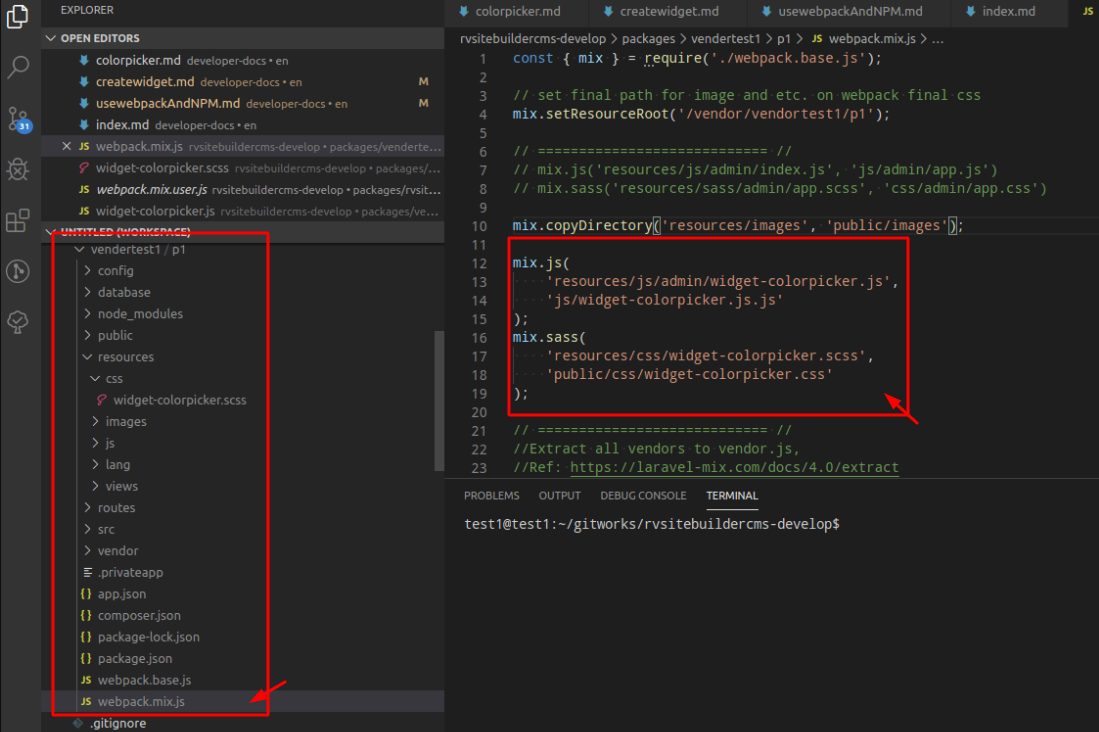 EXPLORER
OPEN EDITORS
colorpicker.md developer-docs • en
createwidget.md developer-docs • en M
usewebpackAndNPM.md developer-docs • en M
index.md developer-docs • en
JS webpack.mix.js rvsitebuildercms-develop • packages/venderte...
widget-colorpicker.scss rvsitebuildercms-develop • packag...
JS webpack.mix.user.js rvsitebuildercms-develop • packages/rvsit...
JS widget-colorpicker.js rvsitebuildercms-develop • packages/ve...
31
UNTITLED (WORKSPACE)
vendertest1 / p1
config
database
node_modules
public
resources
css
widget-colorpicker.scss
images
js
lang
views
routes
src
vendor
.privateapp
{} app.json
{} composer.json
{} package-lock.json
{} package.json
JS webpack.base.js
JS webpack.mix.js
.gitignore
colorpicker.md createwidget.md usewebpackAndNPM.md index.md JS
rvsitebuildercms-develop > packages > vendertest1 > p1 > JS webpack.mix.js > ...
1 const { mix } = require('./webpack.base.js');
2
3 // set final path for image and etc. on webpack final css
4 mix.setResourceRoot('/vendor/vendortest1/p1');
5
6 // ============================ //
7 // mix.js('resources/js/admin/index.js', 'js/admin/app.js')
8 // mix.sass('resources/sass/admin/app.scss', 'css/admin/app.css')
9
10 mix.copyDirectory('resources/images', 'public/images');
11
12 mix.js(
13 'resources/js/admin/widget-colorpicker.js',
14 'js/widget-colorpicker.js.js'
15 );
16 mix.sass(
17 'resources/css/widget-colorpicker.scss',
18 'public/css/widget-colorpicker.css'
19 );
20
21 // ============================ //
22 //Extract all vendors to vendor.js,
23 //Ref: https://laravel-mix.com/docs/4.0/extract
PROBLEMS OUTPUT DEBUG CONSOLE TERMINAL
test1@test1:~/gitworks/rvsitebuildercms-develop$